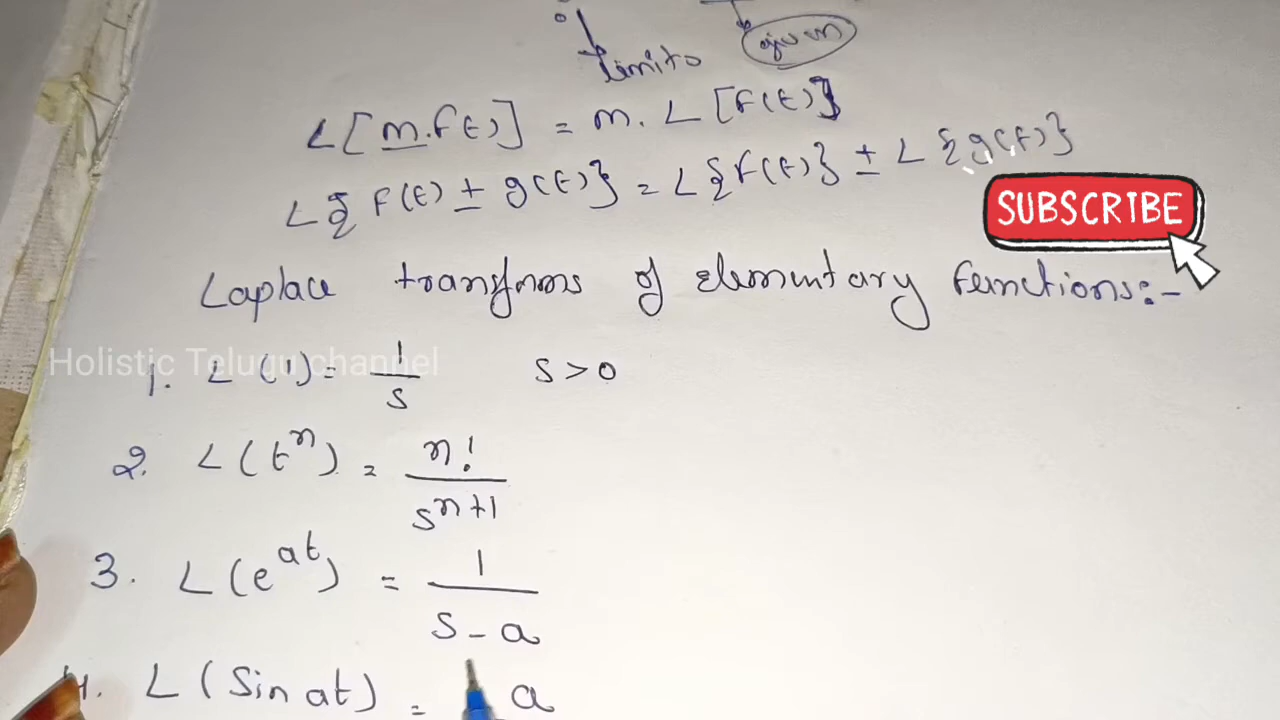 limits given
L[m.f(t)] = m. L[f(t)]
L{f(t) ± g(t)} = L{f(t)} ± L{g(t)}
SUBSCRIBE
Laplace transforms of elementary functions:-
Holistic Telugu channel
1. L(1) = 1/s s>0
2. L(t^n) = n!/s^(n+1)
3. L(e^at) = 1/(s-a)
4. L(Sin at) = a